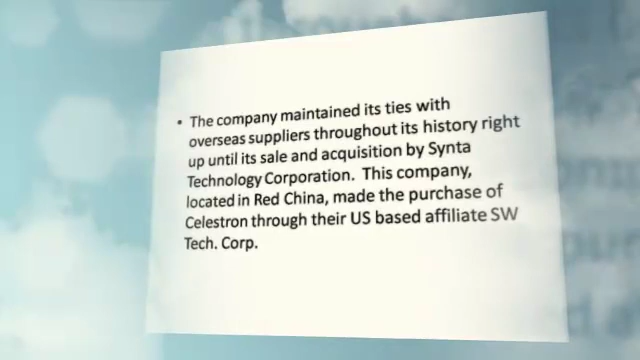 • The company maintained its ties with
overseas suppliers throughout its history right
up until its sale and acquisition by Synta
Technology Corporation. This company,
located in Red China, made the purchase of
Celestron through their US based affiliate SW
Tech. Corp.